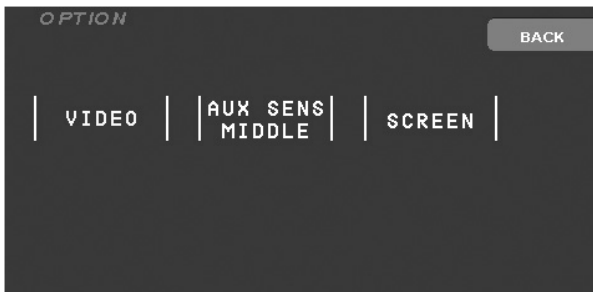 OPTION
BACK
VIDEO
AUX SENS
MIDDLE
SCREEN